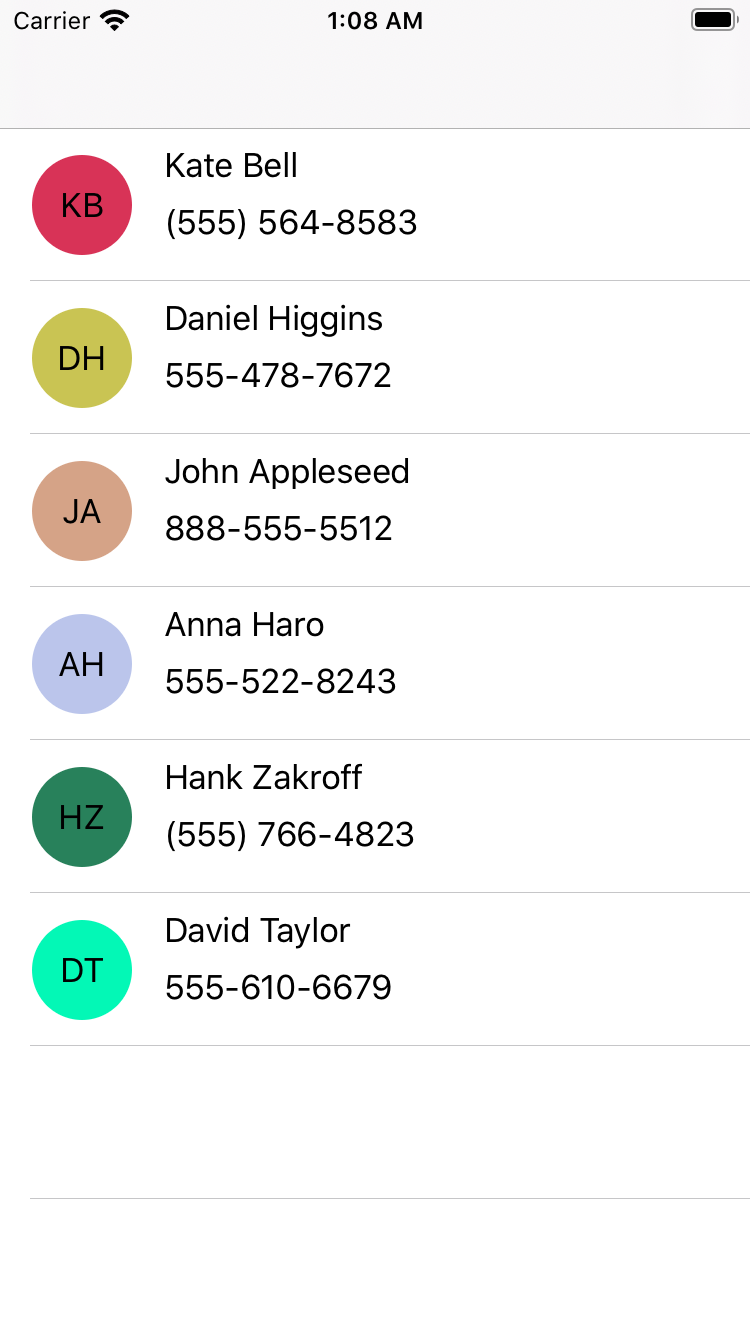 Carrier 1:08 AM
Kate Bell
KB
(555) 564-8583
Daniel Higgins
DH
555-478-7672
John Appleseed
JA
888-555-5512
Anna Haro
AH
555-522-8243
Hank Zakroff
HZ
(555) 766-4823
David Taylor
DT
555-610-6679